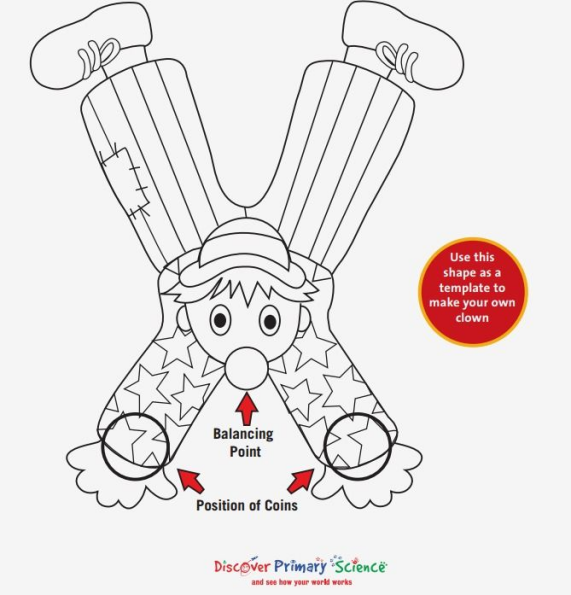 Use this
shape as a
template to
make your own
clown
Balancing
Point
Position of Coins
Discover Primary Science
and see how your world works